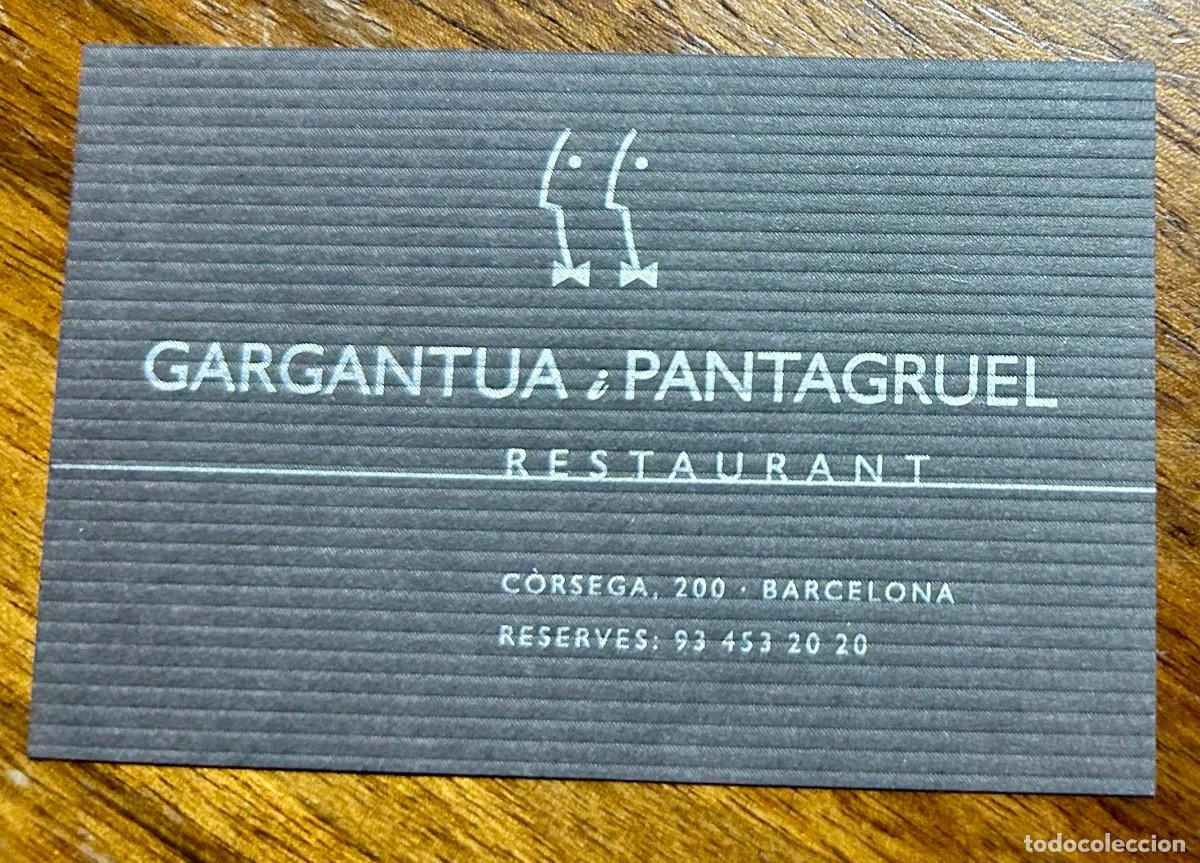 GARGANTUA i PANTAGRUEL
RESTAURANT
CÒRSEGA, 200 · BARCELONA
RESERVES: 93 453 20 20
todocoleccion